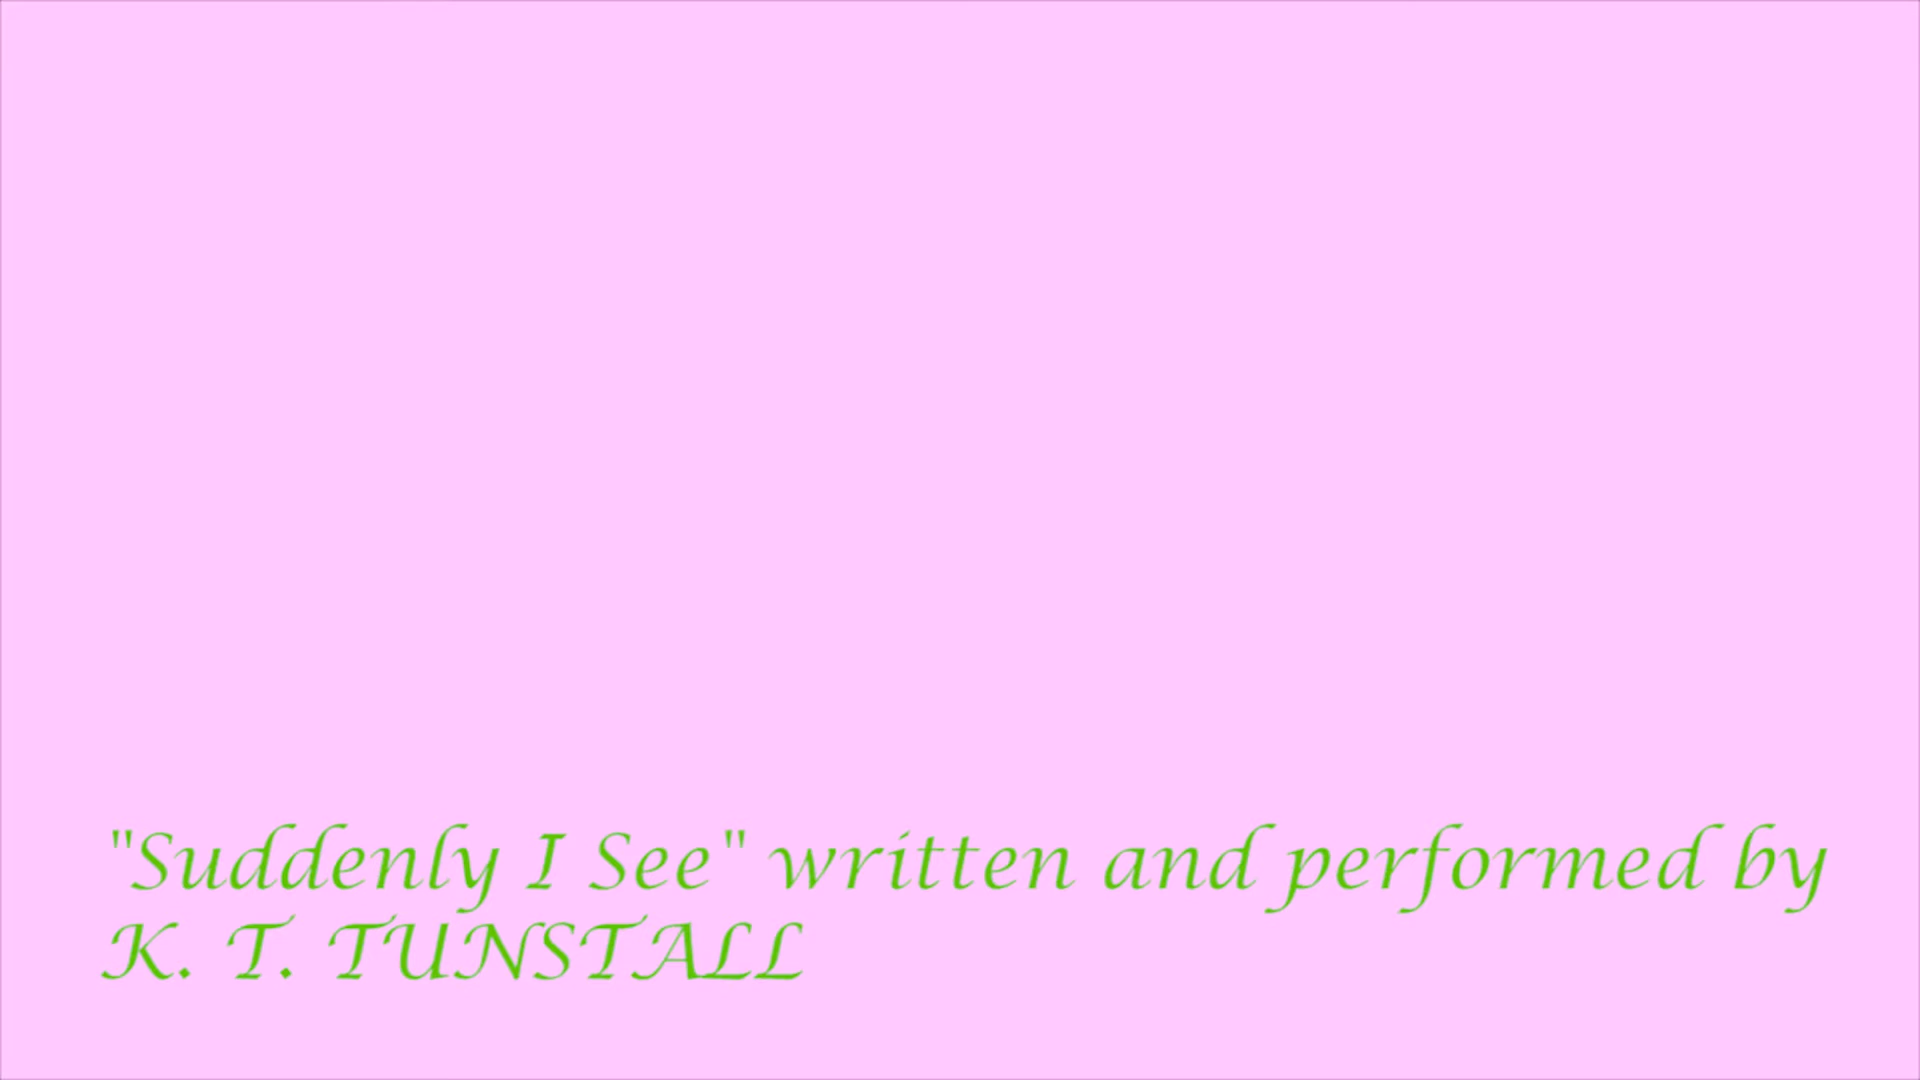 "Suddenly I See" written and performed by
K. T. TUNSTALL